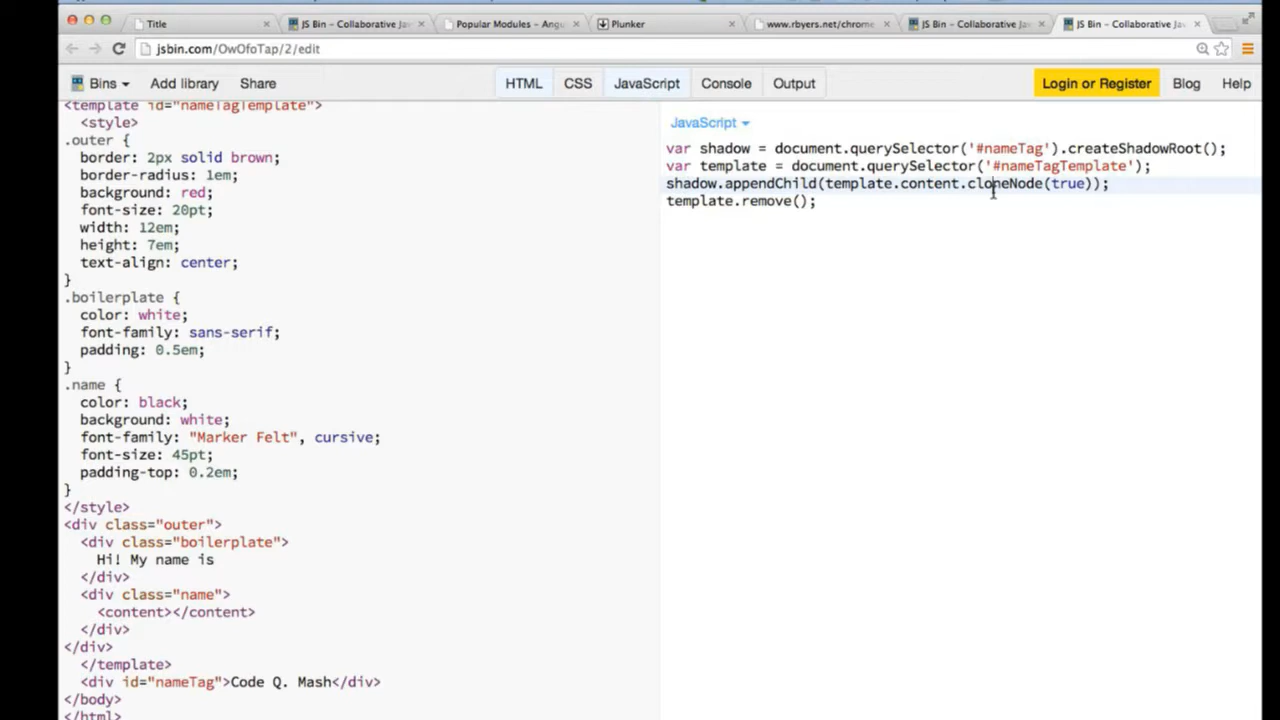 Title
JS Bin - Collaborative Jav
Popular Modules - Angu
Plunker
www.rbyers.net/chrome
JS Bin - Collaborative Jav
JS Bin - Collaborative Jav
jsbin.com/OwOfoTap/2/edit
Bins
Add library
Share
HTML
CSS
JavaScript
Console
Output
Login or Register
Blog
Help
<template id="nameTagTemplate">
<style>
.outer {
border: 2px solid brown;
border-radius: 1em;
background: red;
font-size: 20pt;
width: 12em;
height: 7em;
text-align: center;
}
.boilerplate {
color: white;
font-family: sans-serif;
padding: 0.5em;
}
.name {
color: black;
background: white;
font-family: "Marker Felt", cursive;
font-size: 45pt;
padding-top: 0.2em;
}
</style>
<div class="outer">
<div class="boilerplate">
Hi! My name is
</div>
<div class="name">
<content></content>
</div>
</div>
</template>
<div id="nameTag">Code Q. Mash</div>
</body>
</html>
JavaScript
var shadow = document.querySelector('#nameTag').createShadowRoot();
var template = document.querySelector('#nameTagTemplate');
shadow.appendChild(template.content.cloneNode(true));
template.remove();